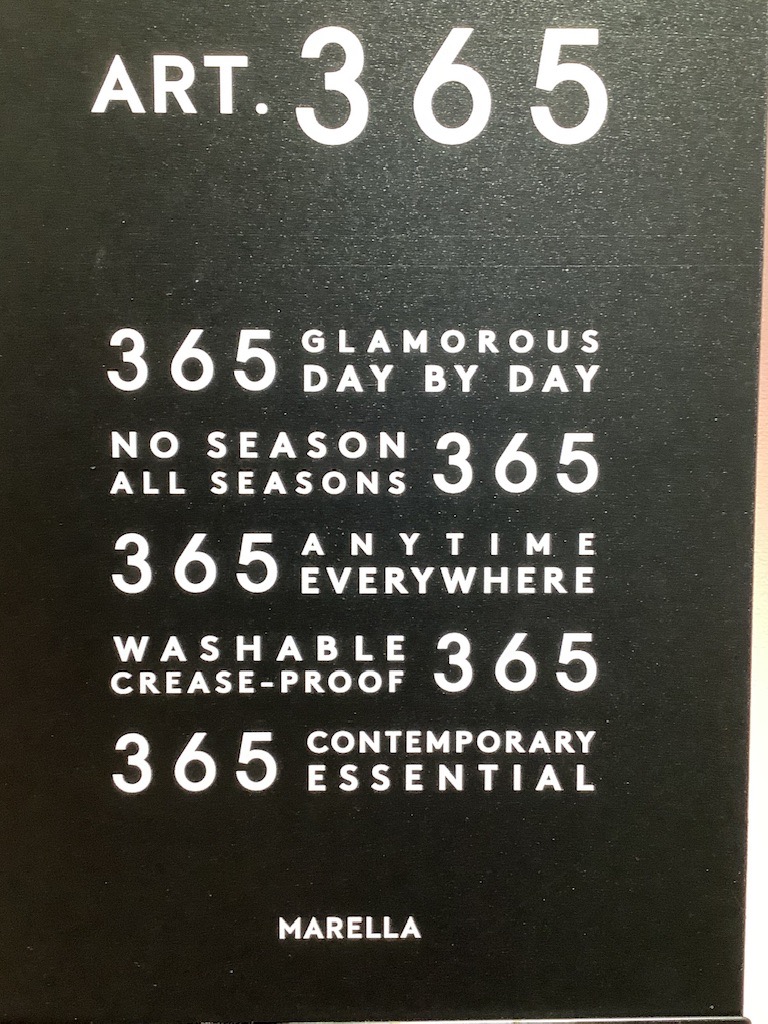 ART. 365
365 GLAMOROUS
DAY BY DAY
NO SEASON 365
ALL SEASONS
365 ANYTIME
EVERYWHERE
WASHABLE 365
CREASE-PROOF
365 CONTEMPORARY
ESSENTIAL
MARELLA